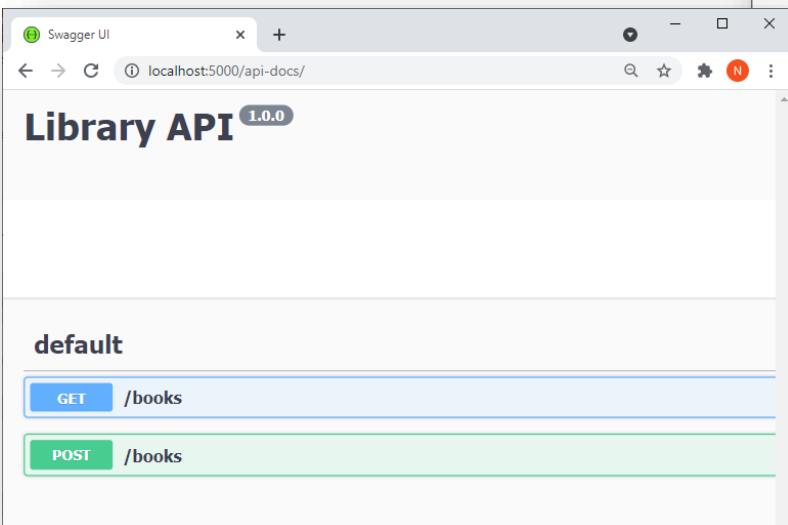 Swagger UI
localhost:5000/api-docs/
N
Library API 1.0.0
default
GET /books
POST /books